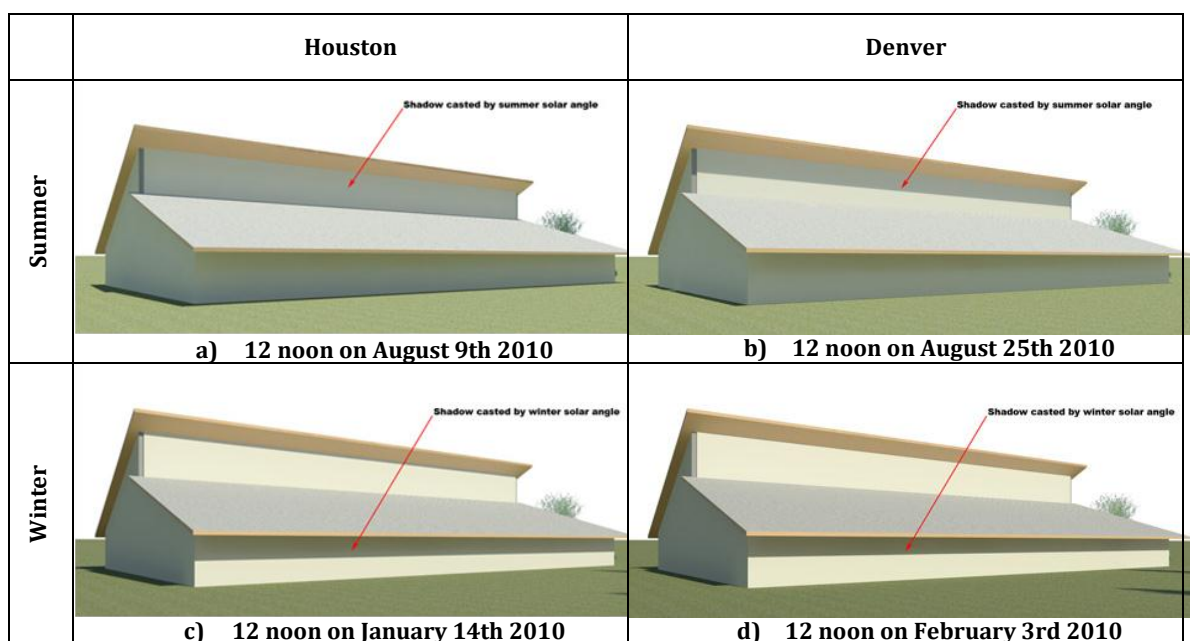 Houston
Denver
Summer
Shadow casted by summer solar angle
Shadow casted by summer solar angle
a) 12 noon on August 9th 2010
b) 12 noon on August 25th 2010
Winter
Shadow casted by winter solar angle
Shadow casted by winter solar angle
c) 12 noon on January 14th 2010
d) 12 noon on February 3rd 2010